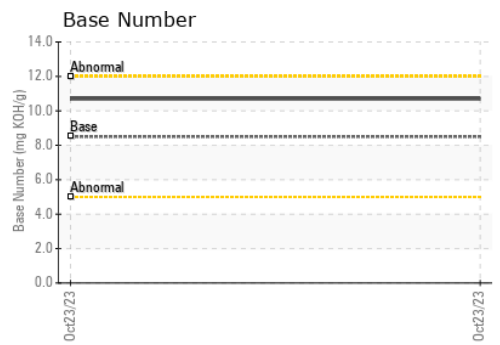 Base Number
14.0
Abnormal
12.0
10.0
Base
8.0
6.0
Abnormal
4.0
2.0
0.0
Base Number (mg KOH/g)
Oct23/23
Oct23/23